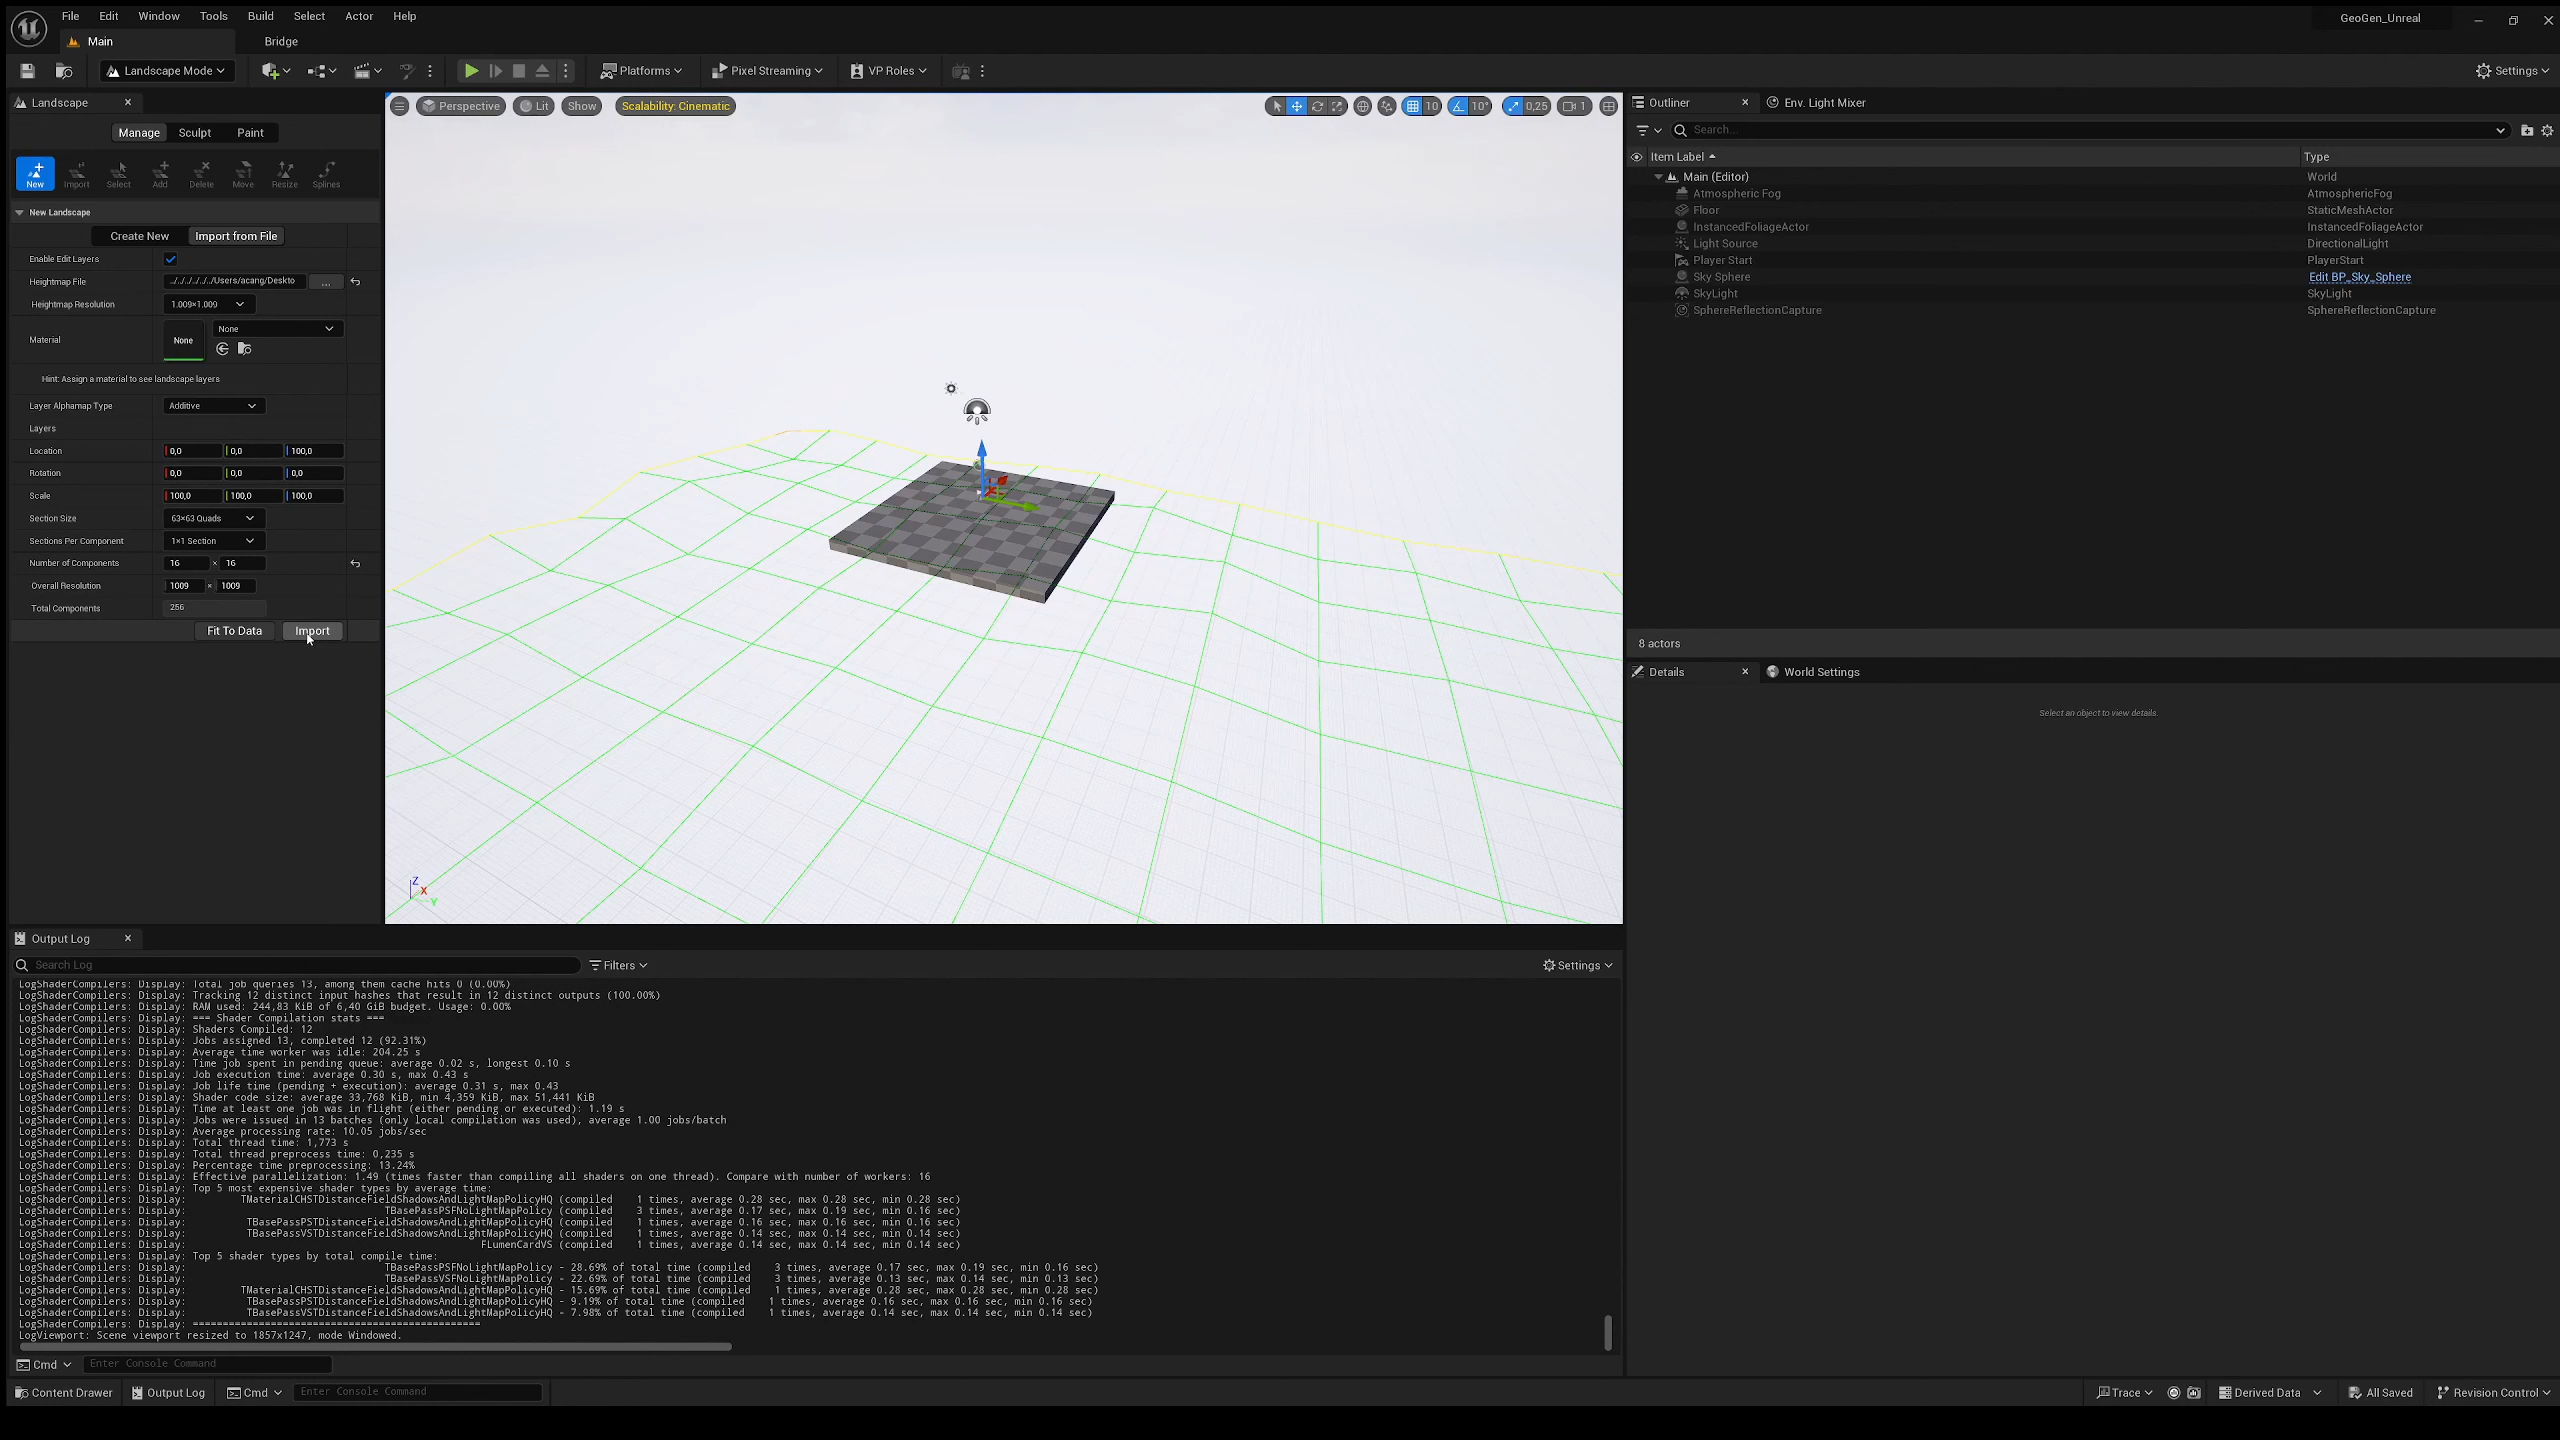 File Edit Window Tools Build Select Actor Help
GeoGen_Unreal
Main Bridge
Landscape Mode Platforms Pixel Streaming VP Roles Settings
Landscape
Manage Sculpt Paint
New Import Select Add Delete Move Resize Splines
New Landscape
Create New Import from File
Enable Edit Layers
Heightmap File ../../../../../../Users/acang/Deskto ...
Heightmap Resolution 1.009×1.009
Material None None
Hint: Assign a material to see landscape layers
Layer Alphamap Type Additive
Layers
Location 0,0 0,0 100,0
Rotation 0,0 0,0 0,0
Scale 100,0 100,0 100,0
Section Size 63×63 Quads
Sections Per Component 1×1 Section
Number of Components 16 × 16
Overall Resolution 1009 × 1009
Total Components 256
Fit To Data Import
Perspective Lit Show Scalability: Cinematic
10 10° 0,25 1
Z
X
Y
Outliner Env. Light Mixer
Search...
Item Label Type
Main (Editor) World
Atmospheric Fog AtmosphericFog
Floor StaticMeshActor
InstancedFoliageActor InstancedFoliageActor
Light Source DirectionalLight
Player Start PlayerStart
Sky Sphere Edit BP_Sky_Sphere
SkyLight SkyLight
SphereReflectionCapture SphereReflectionCapture
8 actors
Details World Settings
Select an object to view details.
Output Log
Search Log Filters Settings
LogShaderCompilers: Display: Total job queries 13, among them cache hits 0 (0.00%)
LogShaderCompilers: Display: Tracking 12 distinct input hashes that result in 12 distinct outputs (100.00%)
LogShaderCompilers: Display: RAM used: 244,83 KiB of 6,40 GiB budget. Usage: 0.00%
LogShaderCompilers: Display: === Shader Compilation stats ===
LogShaderCompilers: Display: Shaders Compiled: 12
LogShaderCompilers: Display: Jobs assigned 13, completed 12 (92.31%)
LogShaderCompilers: Display: Average time worker was idle: 204.25 s
LogShaderCompilers: Display: Time job spent in pending queue: average 0.02 s, longest 0.10 s
LogShaderCompilers: Display: Job execution time: average 0.30 s, max 0.43 s
LogShaderCompilers: Display: Job life time (pending + execution): average 0.31 s, max 0.43
LogShaderCompilers: Display: Shader code size: average 33,768 KiB, min 4,359 KiB, max 51,441 KiB
LogShaderCompilers: Display: Time at least one job was in flight (either pending or executed): 1.19 s
LogShaderCompilers: Display: Jobs were issued in 13 batches (only local compilation was used), average 1.00 jobs/batch
LogShaderCompilers: Display: Average processing rate: 10.05 jobs/sec
LogShaderCompilers: Display: Total thread time: 1,773 s
LogShaderCompilers: Display: Total thread preprocess time: 0,235 s
LogShaderCompilers: Display: Percentage time preprocessing: 13.24%
LogShaderCompilers: Display: Effective parallelization: 1.49 (times faster than compiling all shaders on one thread). Compare with number of workers: 16
LogShaderCompilers: Display: Top 5 most expensive shader types by average time:
LogShaderCompilers: Display: TMaterialCHSTDistanceFieldShadowsAndLightMapPolicyHQ (compiled 1 times, average 0.28 sec, max 0.28 sec, min 0.28 sec)
LogShaderCompilers: Display: TBasePassPSFNoLightMapPolicy (compiled 3 times, average 0.17 sec, max 0.19 sec, min 0.16 sec)
LogShaderCompilers: Display: TBasePassPSTDistanceFieldShadowsAndLightMapPolicyHQ (compiled 1 times, average 0.16 sec, max 0.16 sec, min 0.16 sec)
LogShaderCompilers: Display: TBasePassVSTDistanceFieldShadowsAndLightMapPolicyHQ (compiled 1 times, average 0.14 sec, max 0.14 sec, min 0.14 sec)
LogShaderCompilers: Display: FLumenCardVS (compiled 1 times, average 0.14 sec, max 0.14 sec, min 0.14 sec)
LogShaderCompilers: Display: Top 5 shader types by total compile time:
LogShaderCompilers: Display: TBasePassPSFNoLightMapPolicy - 28.69% of total time (compiled 3 times, average 0.17 sec, max 0.19 sec, min 0.16 sec)
LogShaderCompilers: Display: TBasePassVSFNoLightMapPolicy - 22.69% of total time (compiled 3 times, average 0.13 sec, max 0.14 sec, min 0.13 sec)
LogShaderCompilers: Display: TMaterialCHSTDistanceFieldShadowsAndLightMapPolicyHQ - 15.69% of total time (compiled 1 times, average 0.28 sec, max 0.28 sec, min 0.28 sec)
LogShaderCompilers: Display: TBasePassPSTDistanceFieldShadowsAndLightMapPolicyHQ - 9.19% of total time (compiled 1 times, average 0.16 sec, max 0.16 sec, min 0.16 sec)
LogShaderCompilers: Display: TBasePassVSTDistanceFieldShadowsAndLightMapPolicyHQ - 7.98% of total time (compiled 1 times, average 0.14 sec, max 0.14 sec, min 0.14 sec)
LogShaderCompilers: Display: ================================================
LogViewport: Scene viewport resized to 1857x1247, mode Windowed.
Cmd Enter Console Command
Content Drawer Output Log Cmd Enter Console Command Trace Derived Data All Saved Revision Control